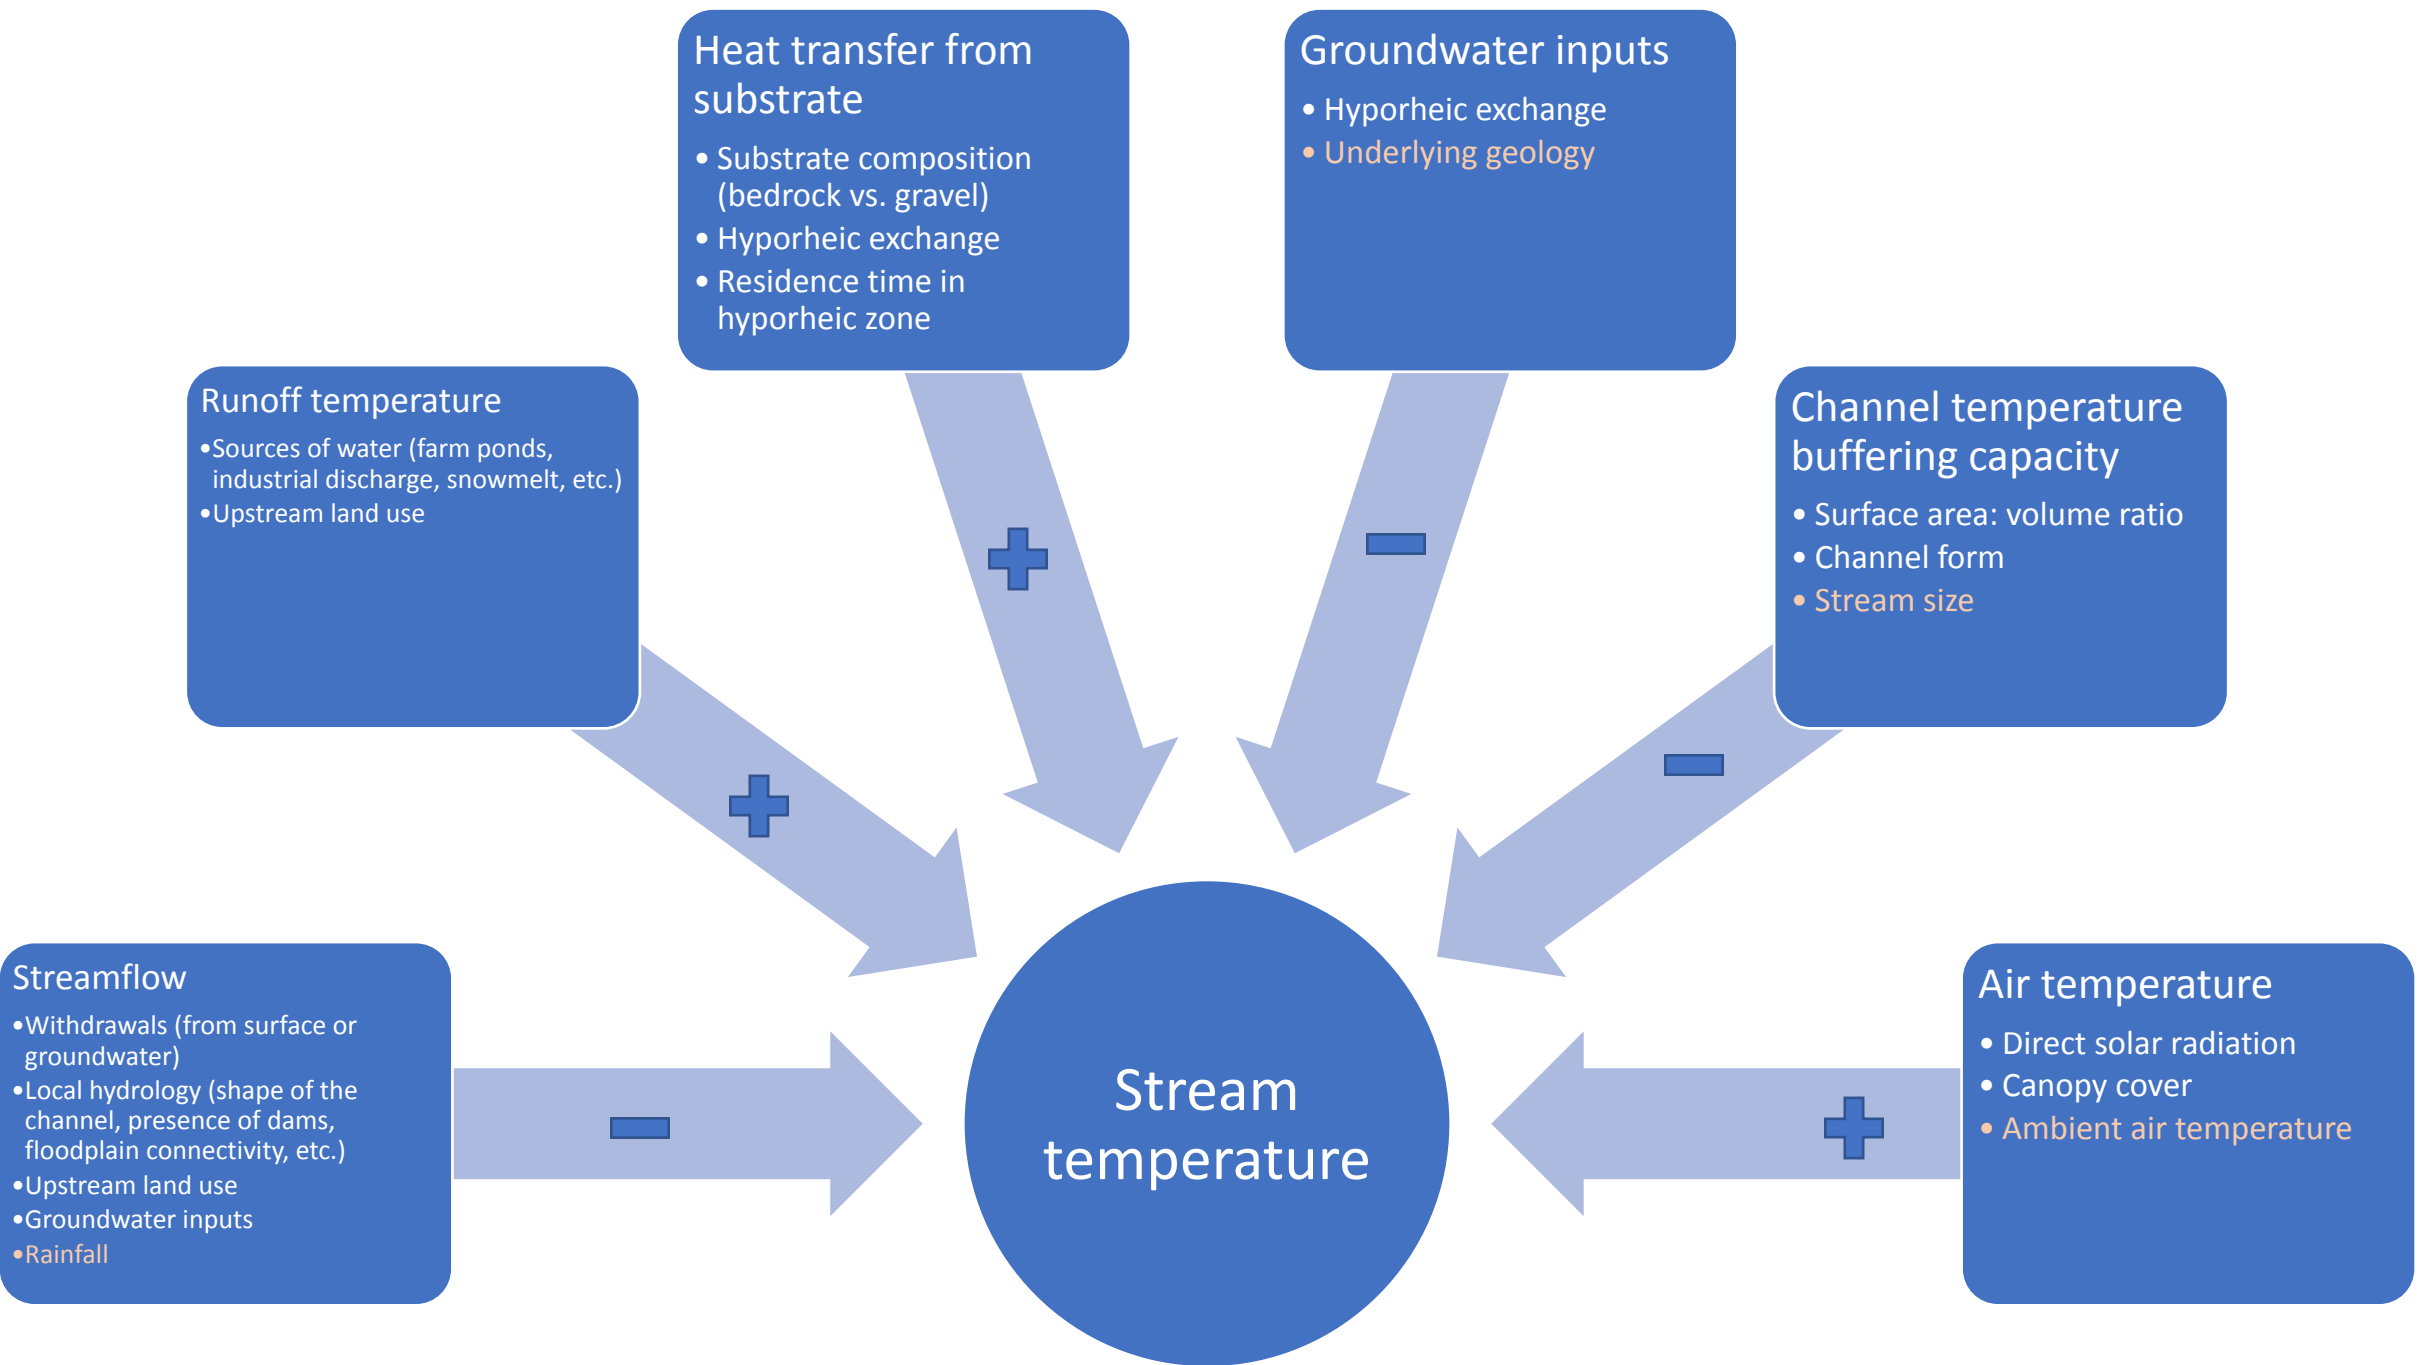 Heat transfer from
substrate
• Substrate composition
(bedrock vs. gravel)
• Hyporheic exchange
• Residence time in
hyporheic zone
Groundwater inputs
• Hyporheic exchange
• Underlying geology
Runoff temperature
•Sources of water (farm ponds,
industrial discharge, snowmelt, etc.)
•Upstream land use
Channel temperature
buffering capacity
• Surface area: volume ratio
• Channel form
• Stream size
Streamflow
•Withdrawals (from surface or
groundwater)
•Local hydrology (shape of the
channel, presence of dams,
floodplain connectivity, etc.)
•Upstream land use
•Groundwater inputs
•Rainfall
Air temperature
• Direct solar radiation
• Canopy cover
• Ambient air temperature
Stream
temperature